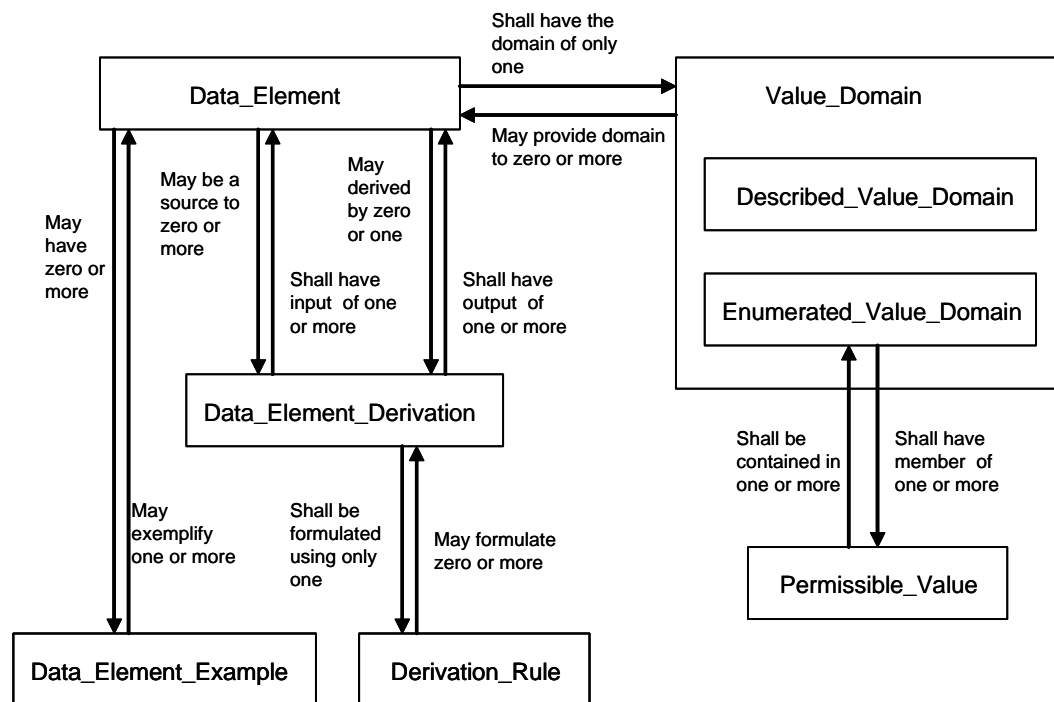 Shall have the
domain of only
one
Data_Element
Value_Domain
May provide domain
to zero or more
May be a
source to
zero or
more
May
derived
by zero
or one
Described_Value_Domain
May
have
zero or
more
Shall have
input of one
or more
Shall have
output of
one or more
Enumerated_Value_Domain
Data_Element_Derivation
Shall be
contained in
one or more
Shall have
member of
one or more
May
exemplify
one or more
Shall be
formulated
using only
one
May formulate
zero or more
Permissible_Value
Data_Element_Example
Derivation_Rule